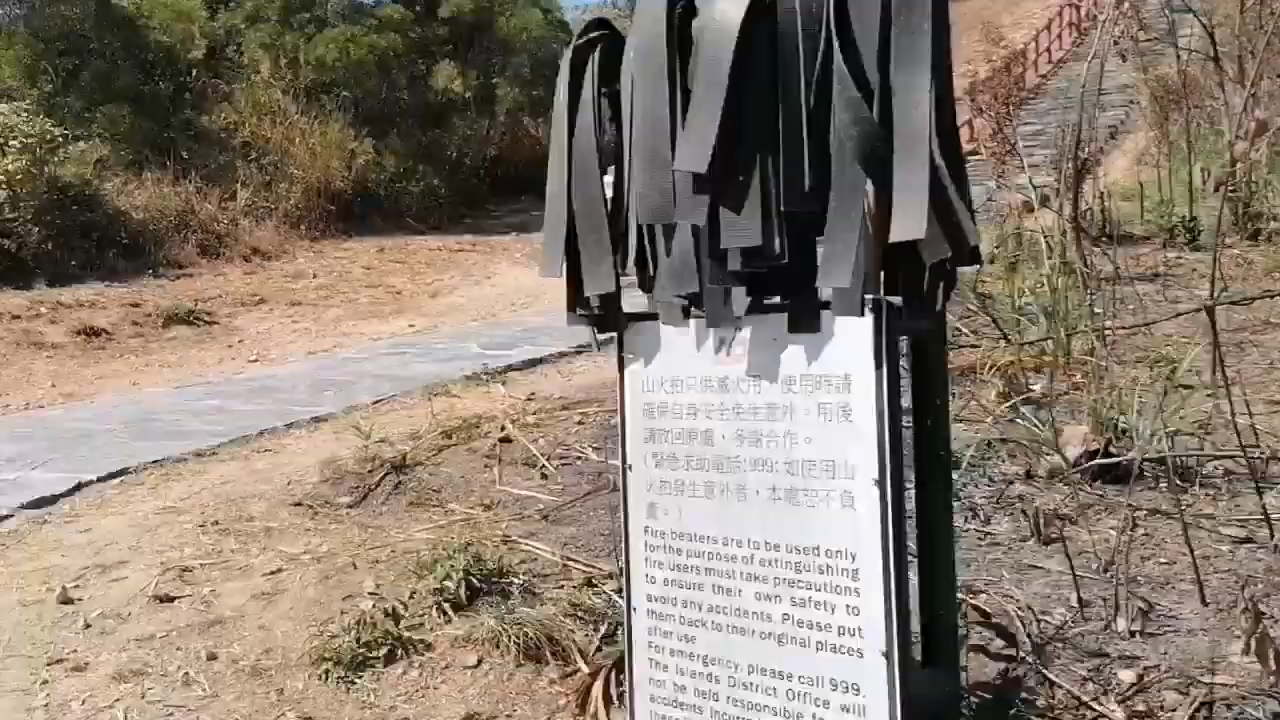 山火拍只供滅火用，使用時請
確保自身安全免生意外。用後
請放回原處，多謝合作。
(緊急求助電話:999; 如使用山
火拍發生意外者，本處恕不負
責。)
Fire beaters are to be used only
for the purpose of extinguishing
fire users must take precautions
to ensure their own safety to
avoid any accidents. Please put
them back to their original places
after use
For emergency, please call 999.
The Islands District Office will
not be held responsible
accidents